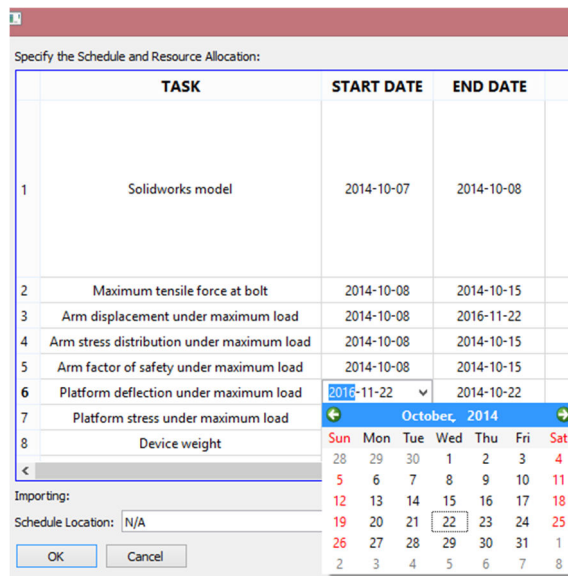 Specify the Schedule and Resource Allocation:
TASK START DATE END DATE
1 Solidworks model 2014-10-07 2014-10-08
2 Maximum tensile force at bolt 2014-10-08 2014-10-15
3 Arm displacement under maximum load 2014-10-08 2016-11-22
4 Arm stress distribution under maximum load 2014-10-08 2014-10-15
5 Arm factor of safety under maximum load 2014-10-08 2014-10-15
6 Platform deflection under maximum load 2016-11-22 2014-10-22
7 Platform stress under maximum load
8 Device weight
October, 2014
Sun Mon Tue Wed Thu Fri Sat
28 29 30 1 2 3 4
5 6 7 8 9 10 11
12 13 14 15 16 17 18
19 20 21 22 23 24 25
26 27 28 29 30 31 1
2 3 4 5 6 7 8
Importing:
Schedule Location: N/A
OK Cancel